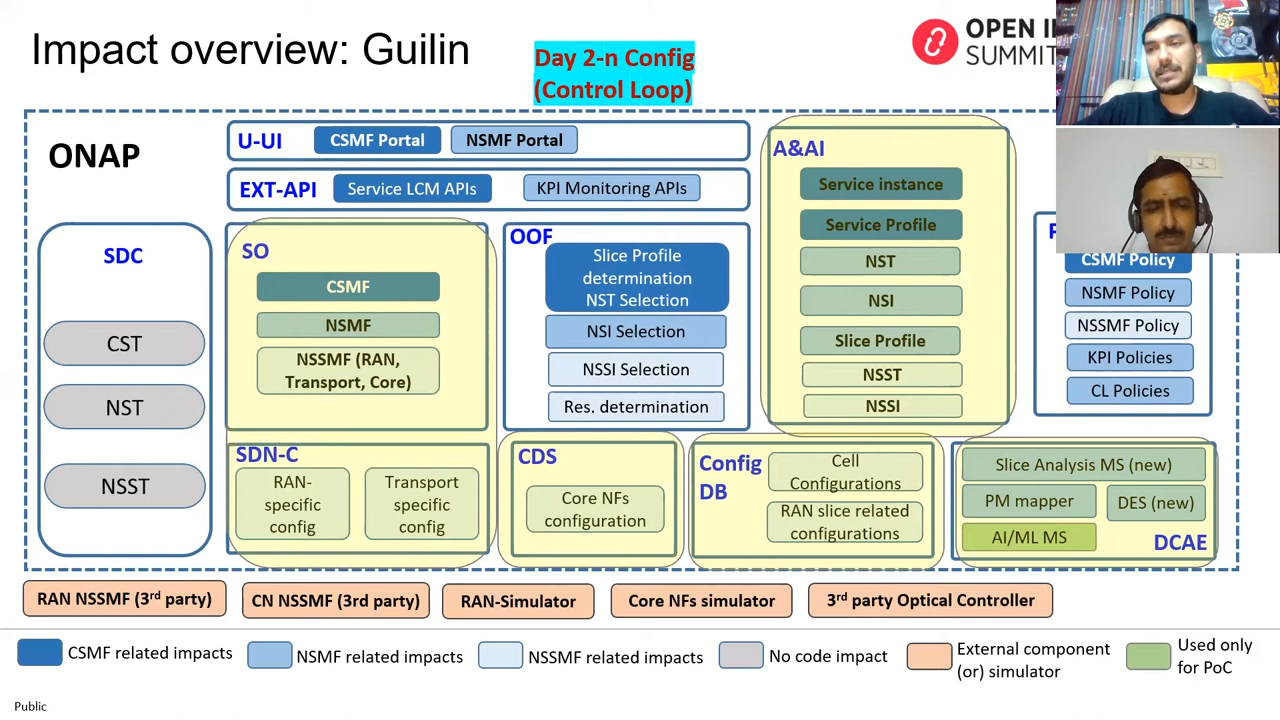 Impact overview: Guilin
Day 2-n Config
(Control Loop)
OPEN
SUMMIT
ONAP
U-UI
CSMF Portal
NSMF Portal
EXT-API
Service LCM APIs
KPI Monitoring APIs
SDC
CST
NST
NSST
SO
CSMF
NSMF
NSSMF (RAN,
Transport, Core)
OOF
Slice Profile
determination
NST Selection
NSI Selection
NSSI Selection
Res. determination
A&AI
Service instance
Service Profile
NST
NSI
Slice Profile
NSST
NSSI
CSMF Policy
NSMF Policy
NSSMF Policy
KPI Policies
CL Policies
SDN-C
RAN-
specific
config
Transport
specific
config
CDS
Core NFs
configuration
Config
DB
Cell
Configurations
RAN slice related
configurations
Slice Analysis MS (new)
PM mapper
DES (new)
AI/ML MS
DCAE
RAN NSSMF (3rd party)
CN NSSMF (3rd party)
RAN-Simulator
Core NFs simulator
3rd party Optical Controller
CSMF related impacts
NSMF related impacts
NSSMF related impacts
No code impact
External component
(or) simulator
Used only
for PoC
Public